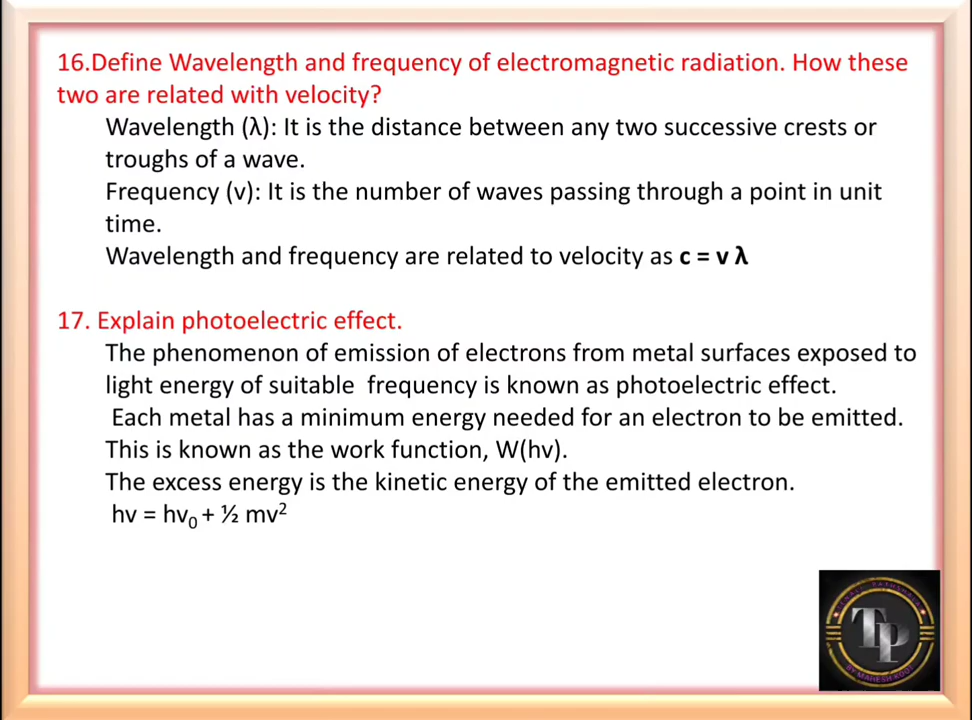 16.Define Wavelength and frequency of electromagnetic radiation. How these
two are related with velocity?
Wavelength (λ): It is the distance between any two successive crests or
troughs of a wave.
Frequency (v): It is the number of waves passing through a point in unit
time.
Wavelength and frequency are related to velocity as c = v λ
17. Explain photoelectric effect.
The phenomenon of emission of electrons from metal surfaces exposed to
light energy of suitable frequency is known as photoelectric effect.
Each metal has a minimum energy needed for an electron to be emitted.
This is known as the work function, W(hv).
The excess energy is the kinetic energy of the emitted electron.
hv = hv₀ + ½ mv²
TP